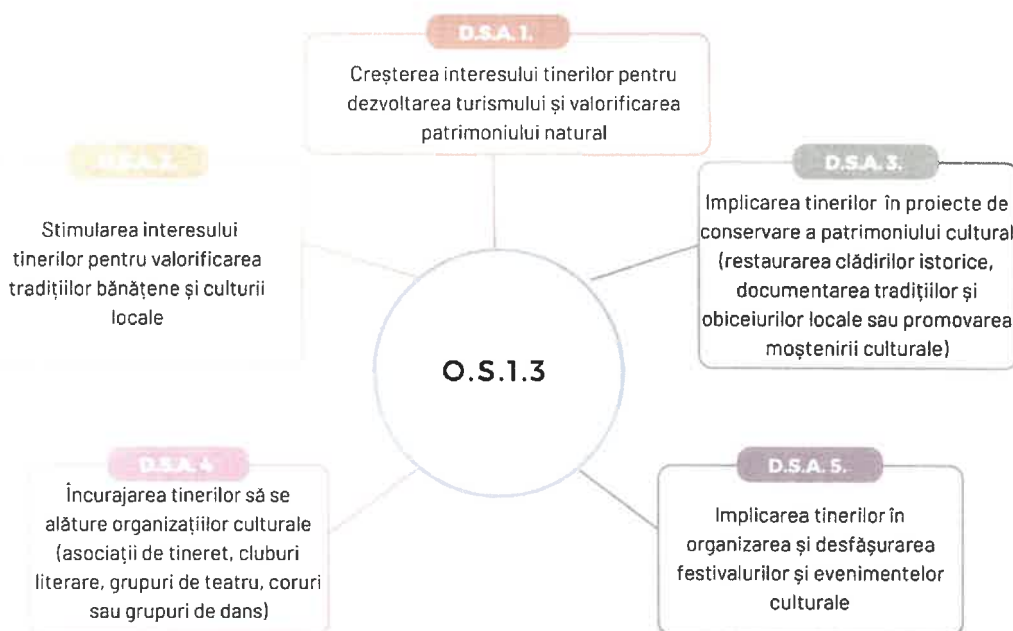 D.S.A. 1.
Creșterea interesului tinerilor pentru
dezvoltarea turismului și valorificarea
patrimoniului natural
D.S.A. 2.
Stimularea interesului
tinerilor pentru valorificarea
tradițiilor bănățene și culturii
locale
D.S.A. 3.
Implicarea tinerilor în proiecte de
conservare a patrimoniului cultural
(restaurarea clădirilor istorice,
documentarea tradițiilor și
obiceiurilor locale sau promovarea
moștenirii culturale)
O.S.1.3
D.S.A. 4
Încurajarea tinerilor să se
alăture organizațiilor culturale
(asociații de tineret, cluburi
literare, grupuri de teatru, coruri
sau grupuri de dans)
D.S.A. 5.
Implicarea tinerilor în
organizarea și desfășurarea
festivalurilor și evenimentelor
culturale